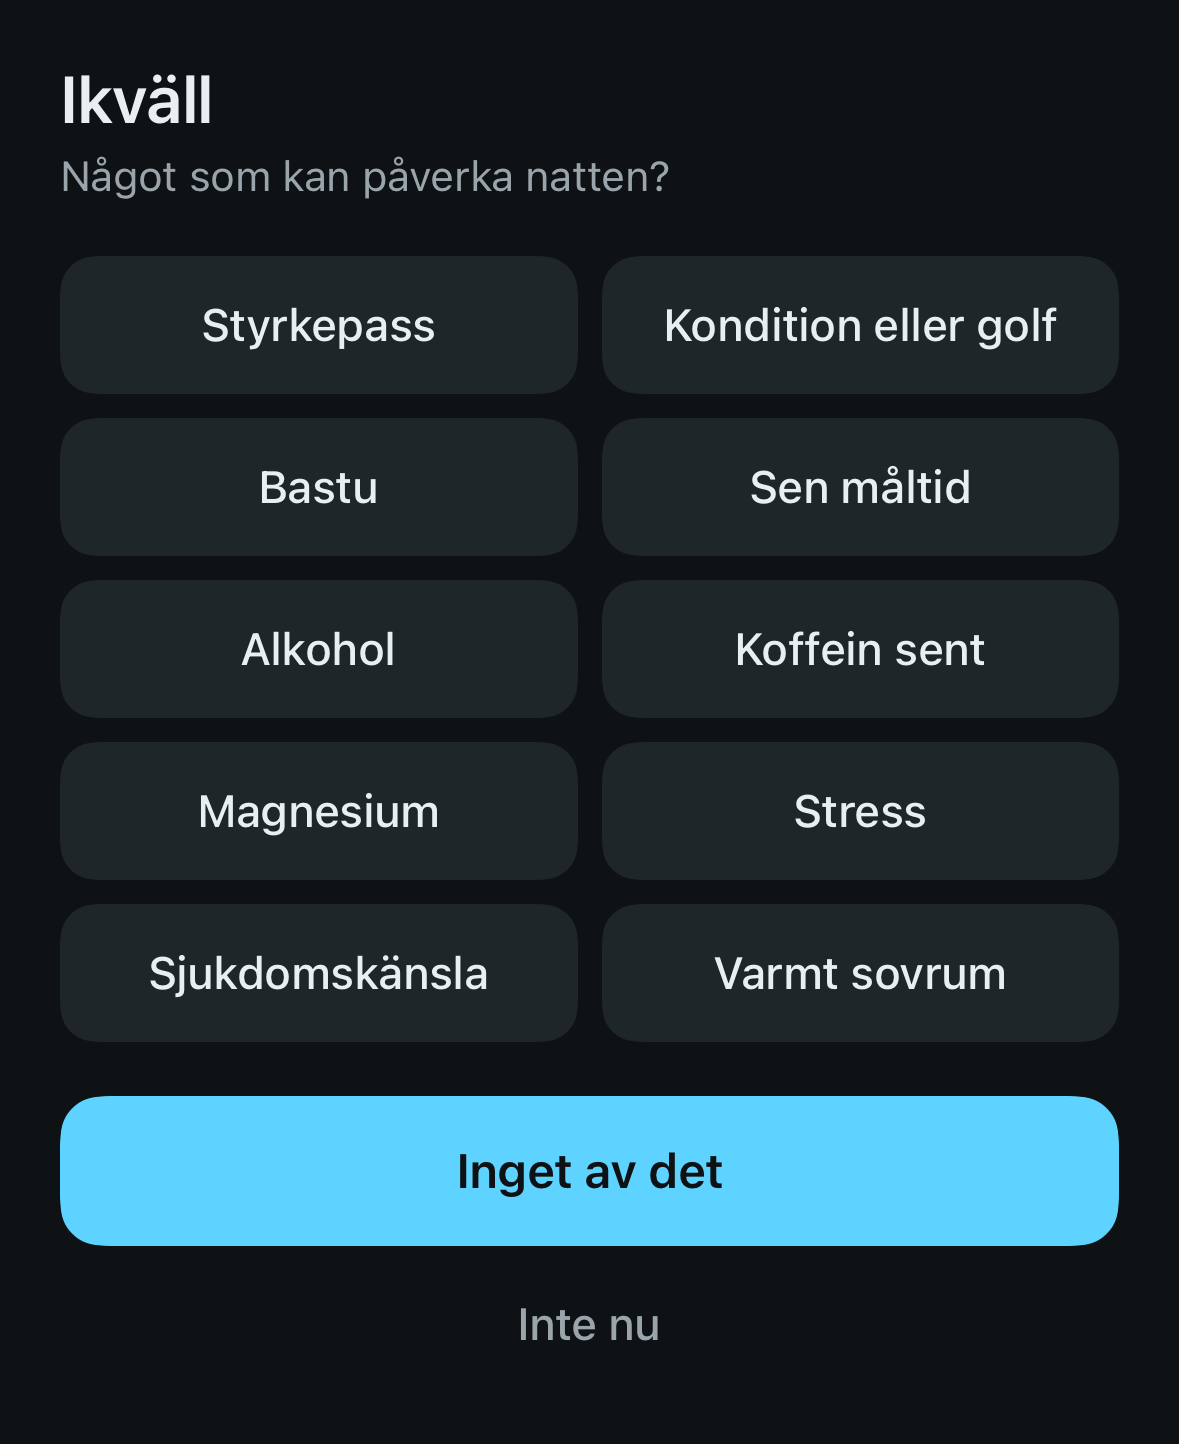 Ikväll
Något som kan påverka natten?
Styrkepass
Kondition eller golf
Bastu
Sen måltid
Alkohol
Koffein sent
Magnesium
Stress
Sjukdomskänsla
Varmt sovrum
Inget av det
Inte nu